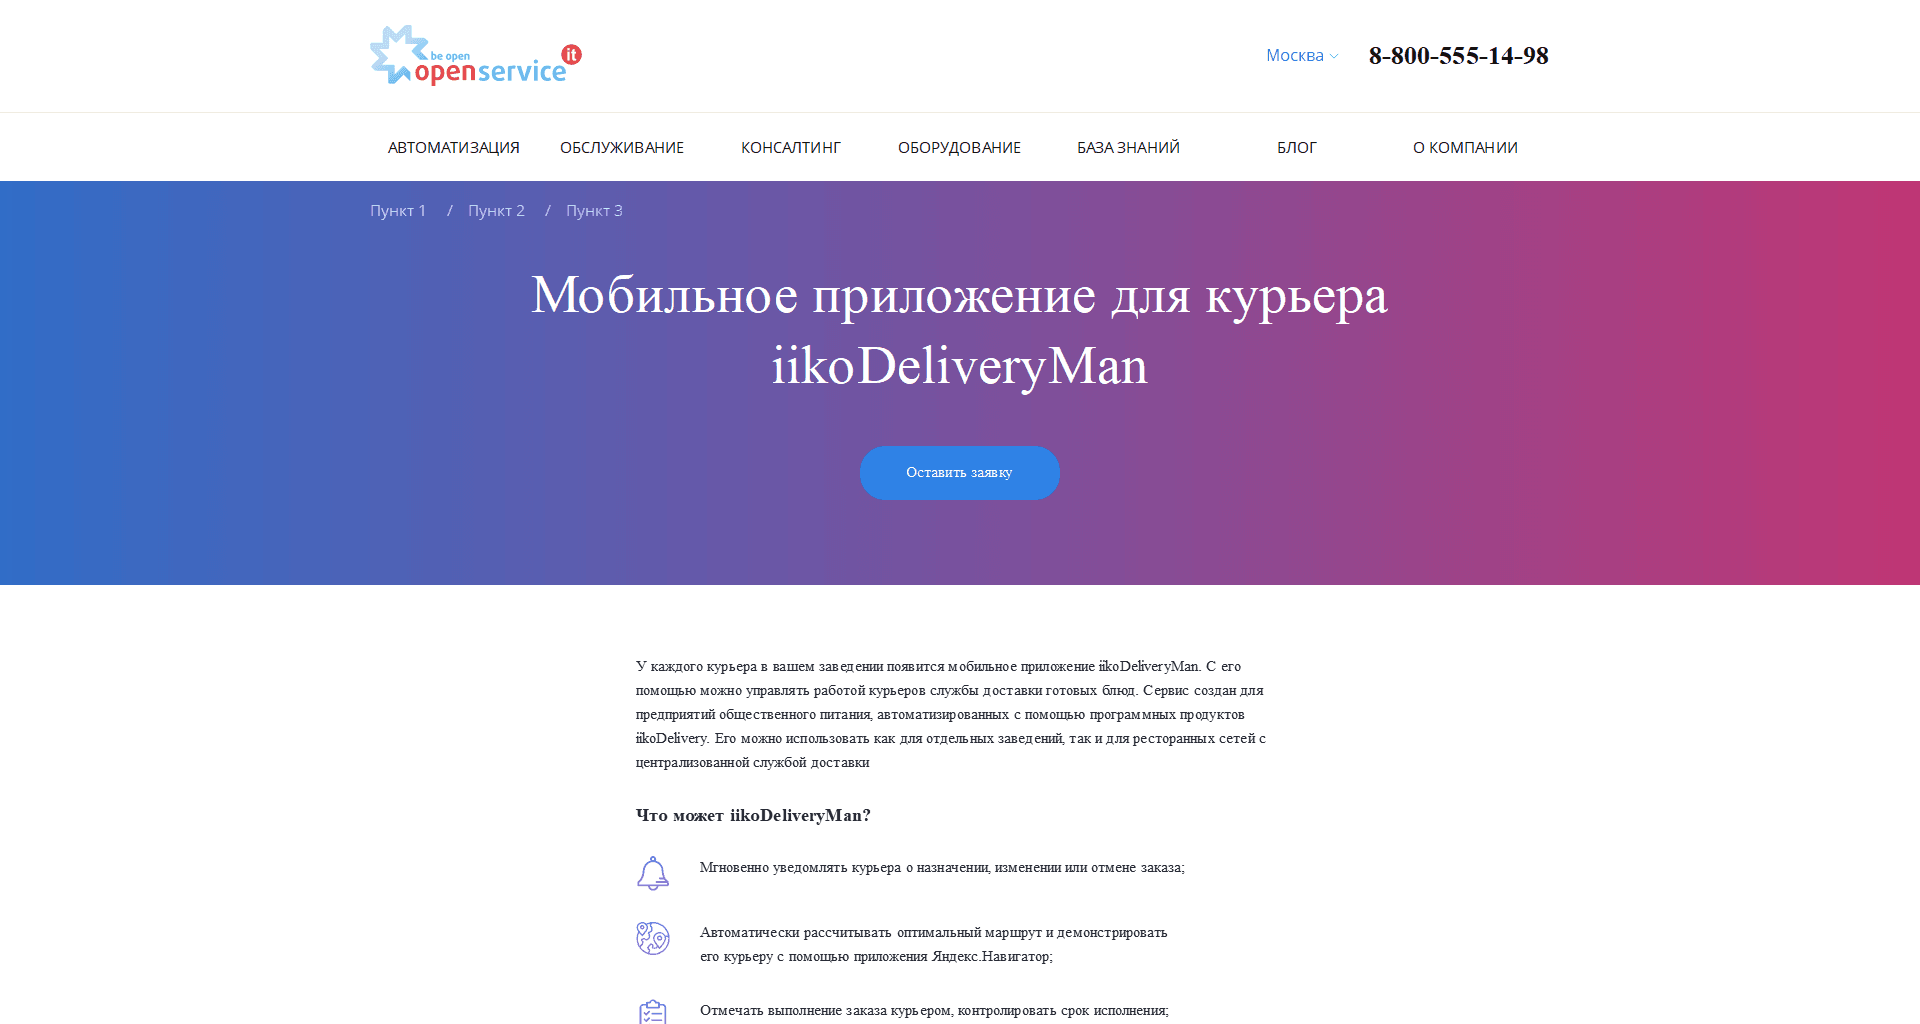 be open
openservice
it
Москва
8-800-555-14-98
АВТОМАТИЗАЦИЯ
ОБСЛУЖИВАНИЕ
КОНСАЛТИНГ
ОБОРУДОВАНИЕ
БАЗА ЗНАНИЙ
БЛОГ
О КОМПАНИИ
Пункт 1 / Пункт 2 / Пункт 3
Мобильное приложение для курьера
iikoDeliveryMan
Оставить заявку
У каждого курьера в вашем заведении появится мобильное приложение iikoDeliveryMan. С его
помощью можно управлять работой курьеров службы доставки готовых блюд. Сервис создан для
предприятий общественного питания, автоматизированных с помощью программных продуктов
iikoDelivery. Его можно использовать как для отдельных заведений, так и для ресторанных сетей с
централизованной службой доставки
Что может iikoDeliveryMan?
Мгновенно уведомлять курьера о назначении, изменении или отмене заказа;
Автоматически рассчитывать оптимальный маршрут и демонстрировать
его курьеру с помощью приложения Яндекс.Навигатор;
Отмечать выполнение заказа курьером, контролировать срок исполнения;